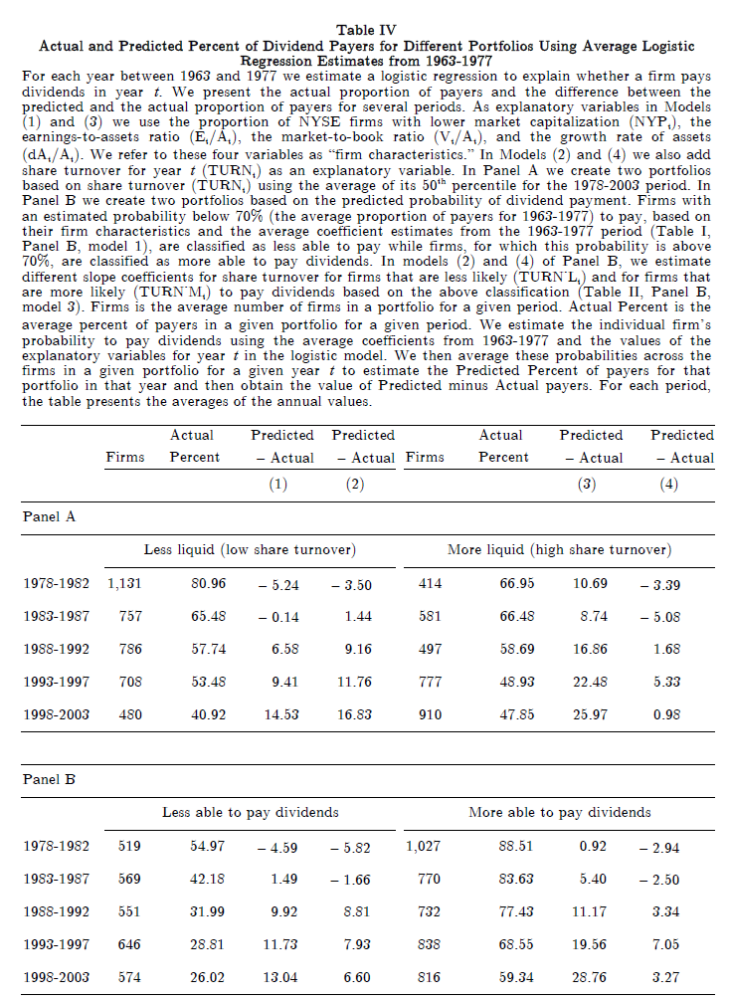 Table IV
Actual and Predicted Percent of Dividend Payers for Different Portfolios Using Average Logistic
Regression Estimates from 1963-1977
For each year between 1963 and 1977 we estimate a logistic regression to explain whether a firm pays
dividends in year t. We present the actual proportion of payers and the difference between the
predicted and the actual proportion of payers for several periods. As explanatory variables in Models
(1) and (3) we use the proportion of NYSE firms with lower market capitalization (NYPₜ), the
earnings-to-assets ratio (Eₜ/Aₜ), the market-to-book ratio (Vₜ/Aₜ), and the growth rate of assets
(dAₜ/Aₜ). We refer to these four variables as “firm characteristics.” In Models (2) and (4) we also add
share turnover for year t (TURNₜ) as an explanatory variable. In Panel A we create two portfolios
based on share turnover (TURNₜ) using the average of its 50th percentile for the 1978-2003 period. In
Panel B we create two portfolios based on the predicted probability of dividend payment. Firms with
an estimated probability below 70% (the average proportion of payers for 1963-1977) to pay, based on
their firm characteristics and the average coefficient estimates from the 1963-1977 period (Table I,
Panel B, model 1), are classified as less able to pay while firms, for which this probability is above
70%, are classified as more able to pay dividends. In models (2) and (4) of Panel B, we estimate
different slope coefficients for share turnover for firms that are less likely (TURN˙Lₜ) and for firms that
are more likely (TURN˙Mₜ) to pay dividends based on the above classification (Table II, Panel B,
model 3). Firms is the average number of firms in a portfolio for a given period. Actual Percent is the
average percent of payers in a given portfolio for a given period. We estimate the individual firm’s
probability to pay dividends using the average coefficients from 1963-1977 and the values of the
explanatory variables for year t in the logistic model. We then average these probabilities across the
firms in a given portfolio for a given year t to estimate the Predicted Percent of payers for that
portfolio in that year and then obtain the value of Predicted minus Actual payers. For each period,
the table presents the averages of the annual values.
Actual Predicted Predicted Actual Predicted Predicted
Firms Percent – Actual – Actual Firms Percent – Actual – Actual
(1) (2) (3) (4)
Panel A
Less liquid (low share turnover) More liquid (high share turnover)
1978-1982 1,131 80.96 – 5.24 – 3.50 414 66.95 10.69 – 3.39
1983-1987 757 65.48 – 0.14 1.44 581 66.48 8.74 – 5.08
1988-1992 786 57.74 6.58 9.16 497 58.69 16.86 1.68
1993-1997 708 53.48 9.41 11.76 777 48.93 22.48 5.33
1998-2003 480 40.92 14.53 16.83 910 47.85 25.97 0.98
Panel B
Less able to pay dividends More able to pay dividends
1978-1982 519 54.97 – 4.59 – 5.82 1,027 88.51 0.92 – 2.94
1983-1987 569 42.18 1.49 – 1.66 770 83.63 5.40 – 2.50
1988-1992 551 31.99 9.92 8.81 732 77.43 11.17 3.34
1993-1997 646 28.81 11.73 7.93 838 68.55 19.56 7.05
1998-2003 574 26.02 13.04 6.60 816 59.34 28.76 3.27